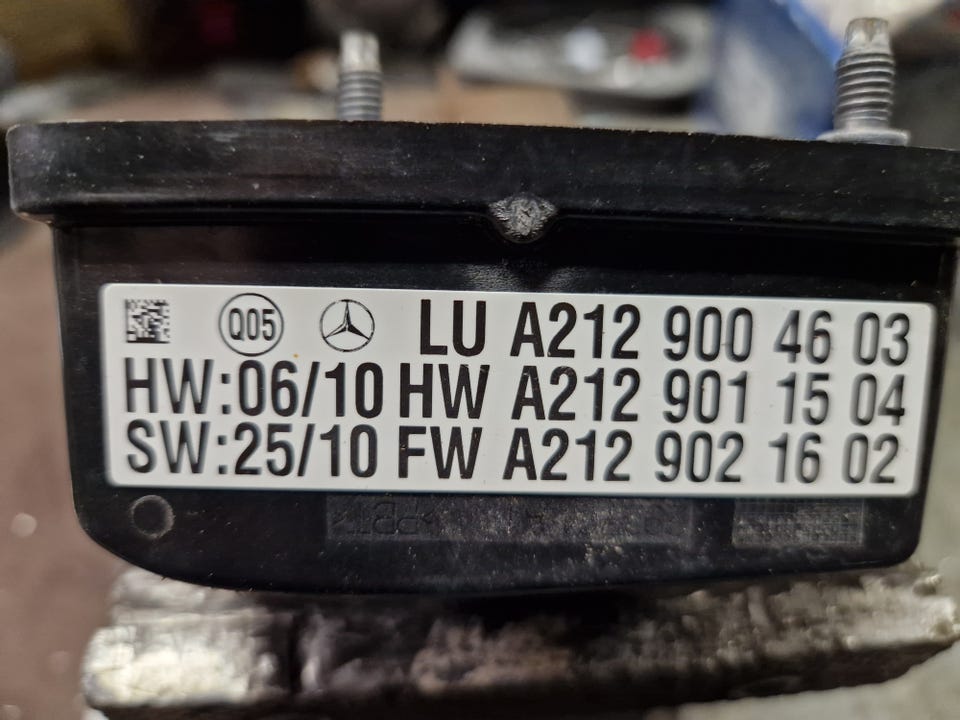 Q05 LU A212 900 46 03
HW:06/10 HW A212 901 15 04
SW:25/10 FW A212 902 16 02